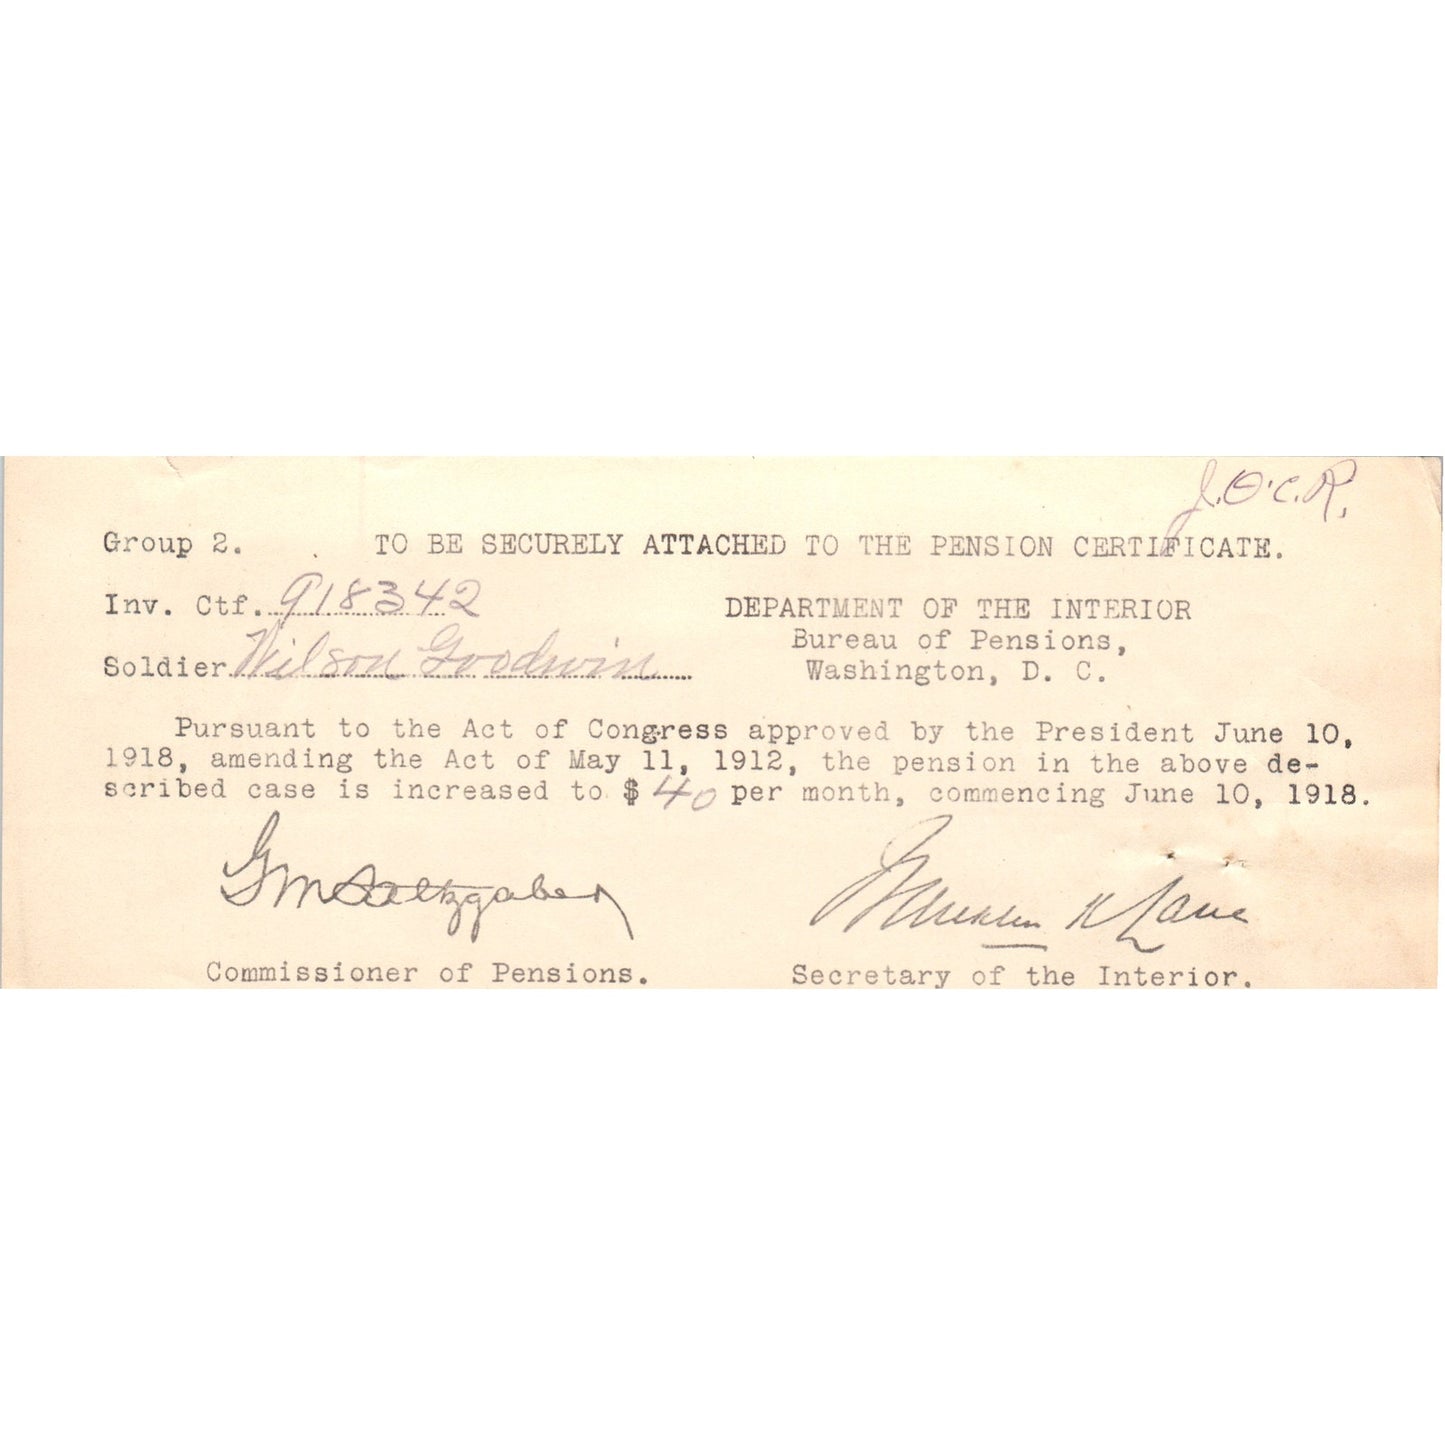 J.O'C.R.
Group 2. TO BE SECURELY ATTACHED TO THE PENSION CERTIFICATE.
Inv. Ctf. 918342
DEPARTMENT OF THE INTERIOR
Bureau of Pensions,
Washington, D. C.
Soldier Wilson Goodwin
Pursuant to the Act of Congress approved by the President June 10,
1918, amending the Act of May 11, 1912, the pension in the above de-
scribed case is increased to $40 per month, commencing June 10, 1918.
G M Saltzgaber
Commissioner of Pensions.
Franklin K Lane
Secretary of the Interior.